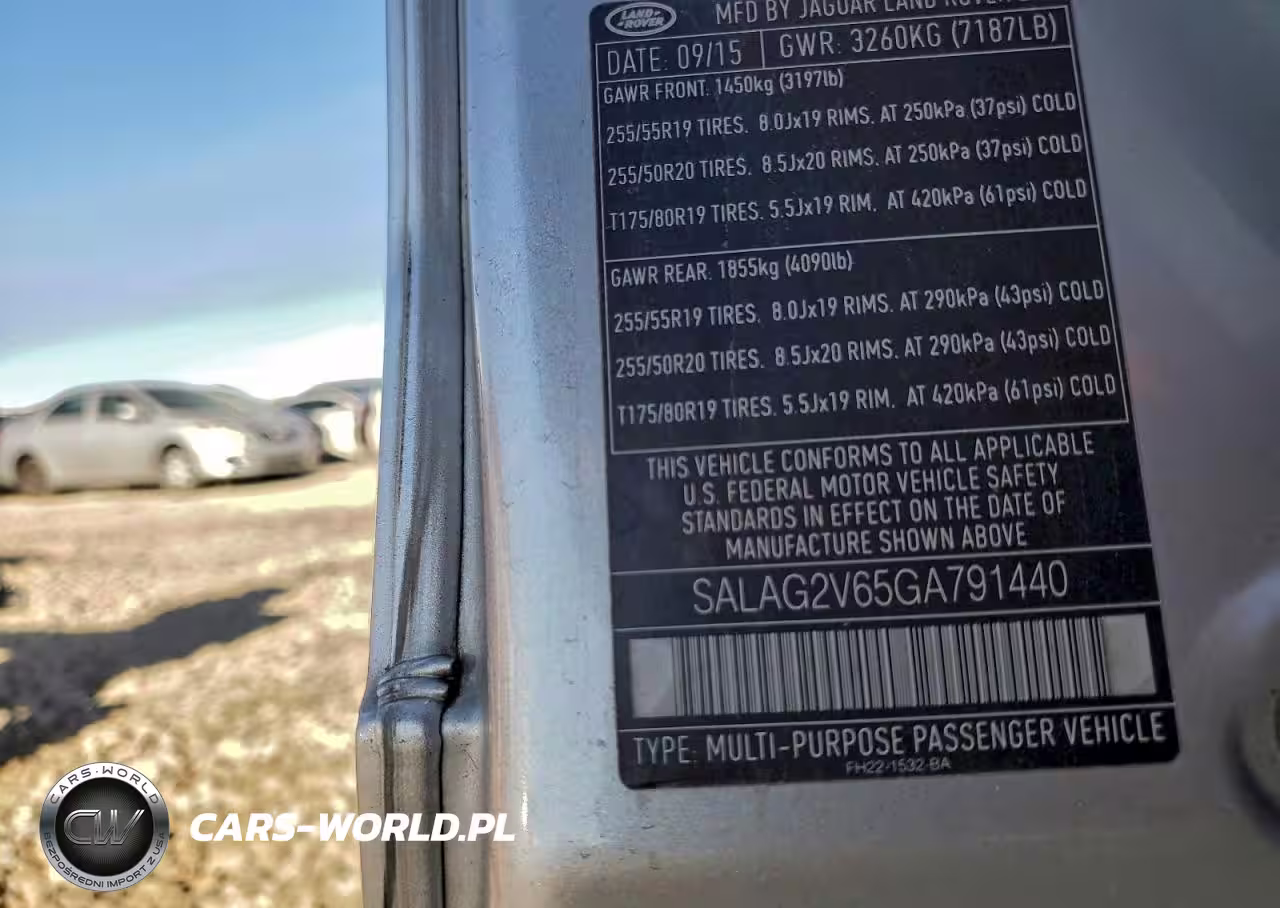 LAND ROVER
MFD BY JAGUAR LAND ROVER
DATE: 09/15 GWR: 3260KG (7187LB)
GAWR FRONT: 1450kg (3197lb)
255/55R19 TIRES. 8.0Jx19 RIMS. AT 250kPa (37psi) COLD
255/50R20 TIRES. 8.5Jx20 RIMS. AT 250kPa (37psi) COLD
T175/80R19 TIRES. 5.5Jx19 RIM. AT 420kPa (61psi) COLD
GAWR REAR: 1855kg (4090lb)
255/55R19 TIRES. 8.0Jx19 RIMS. AT 290kPa (43psi) COLD
255/50R20 TIRES. 8.5Jx20 RIMS. AT 290kPa (43psi) COLD
T175/80R19 TIRES. 5.5Jx19 RIM. AT 420kPa (61psi) COLD
THIS VEHICLE CONFORMS TO ALL APPLICABLE
U.S. FEDERAL MOTOR VEHICLE SAFETY
STANDARDS IN EFFECT ON THE DATE OF
MANUFACTURE SHOWN ABOVE
SALAG2V65GA791440
TYPE: MULTI-PURPOSE PASSENGER VEHICLE
FH22-1532-BA
CARS-WORLD
CW
BEZPOŚREDNI IMPORT Z USA
CARS-WORLD.PL